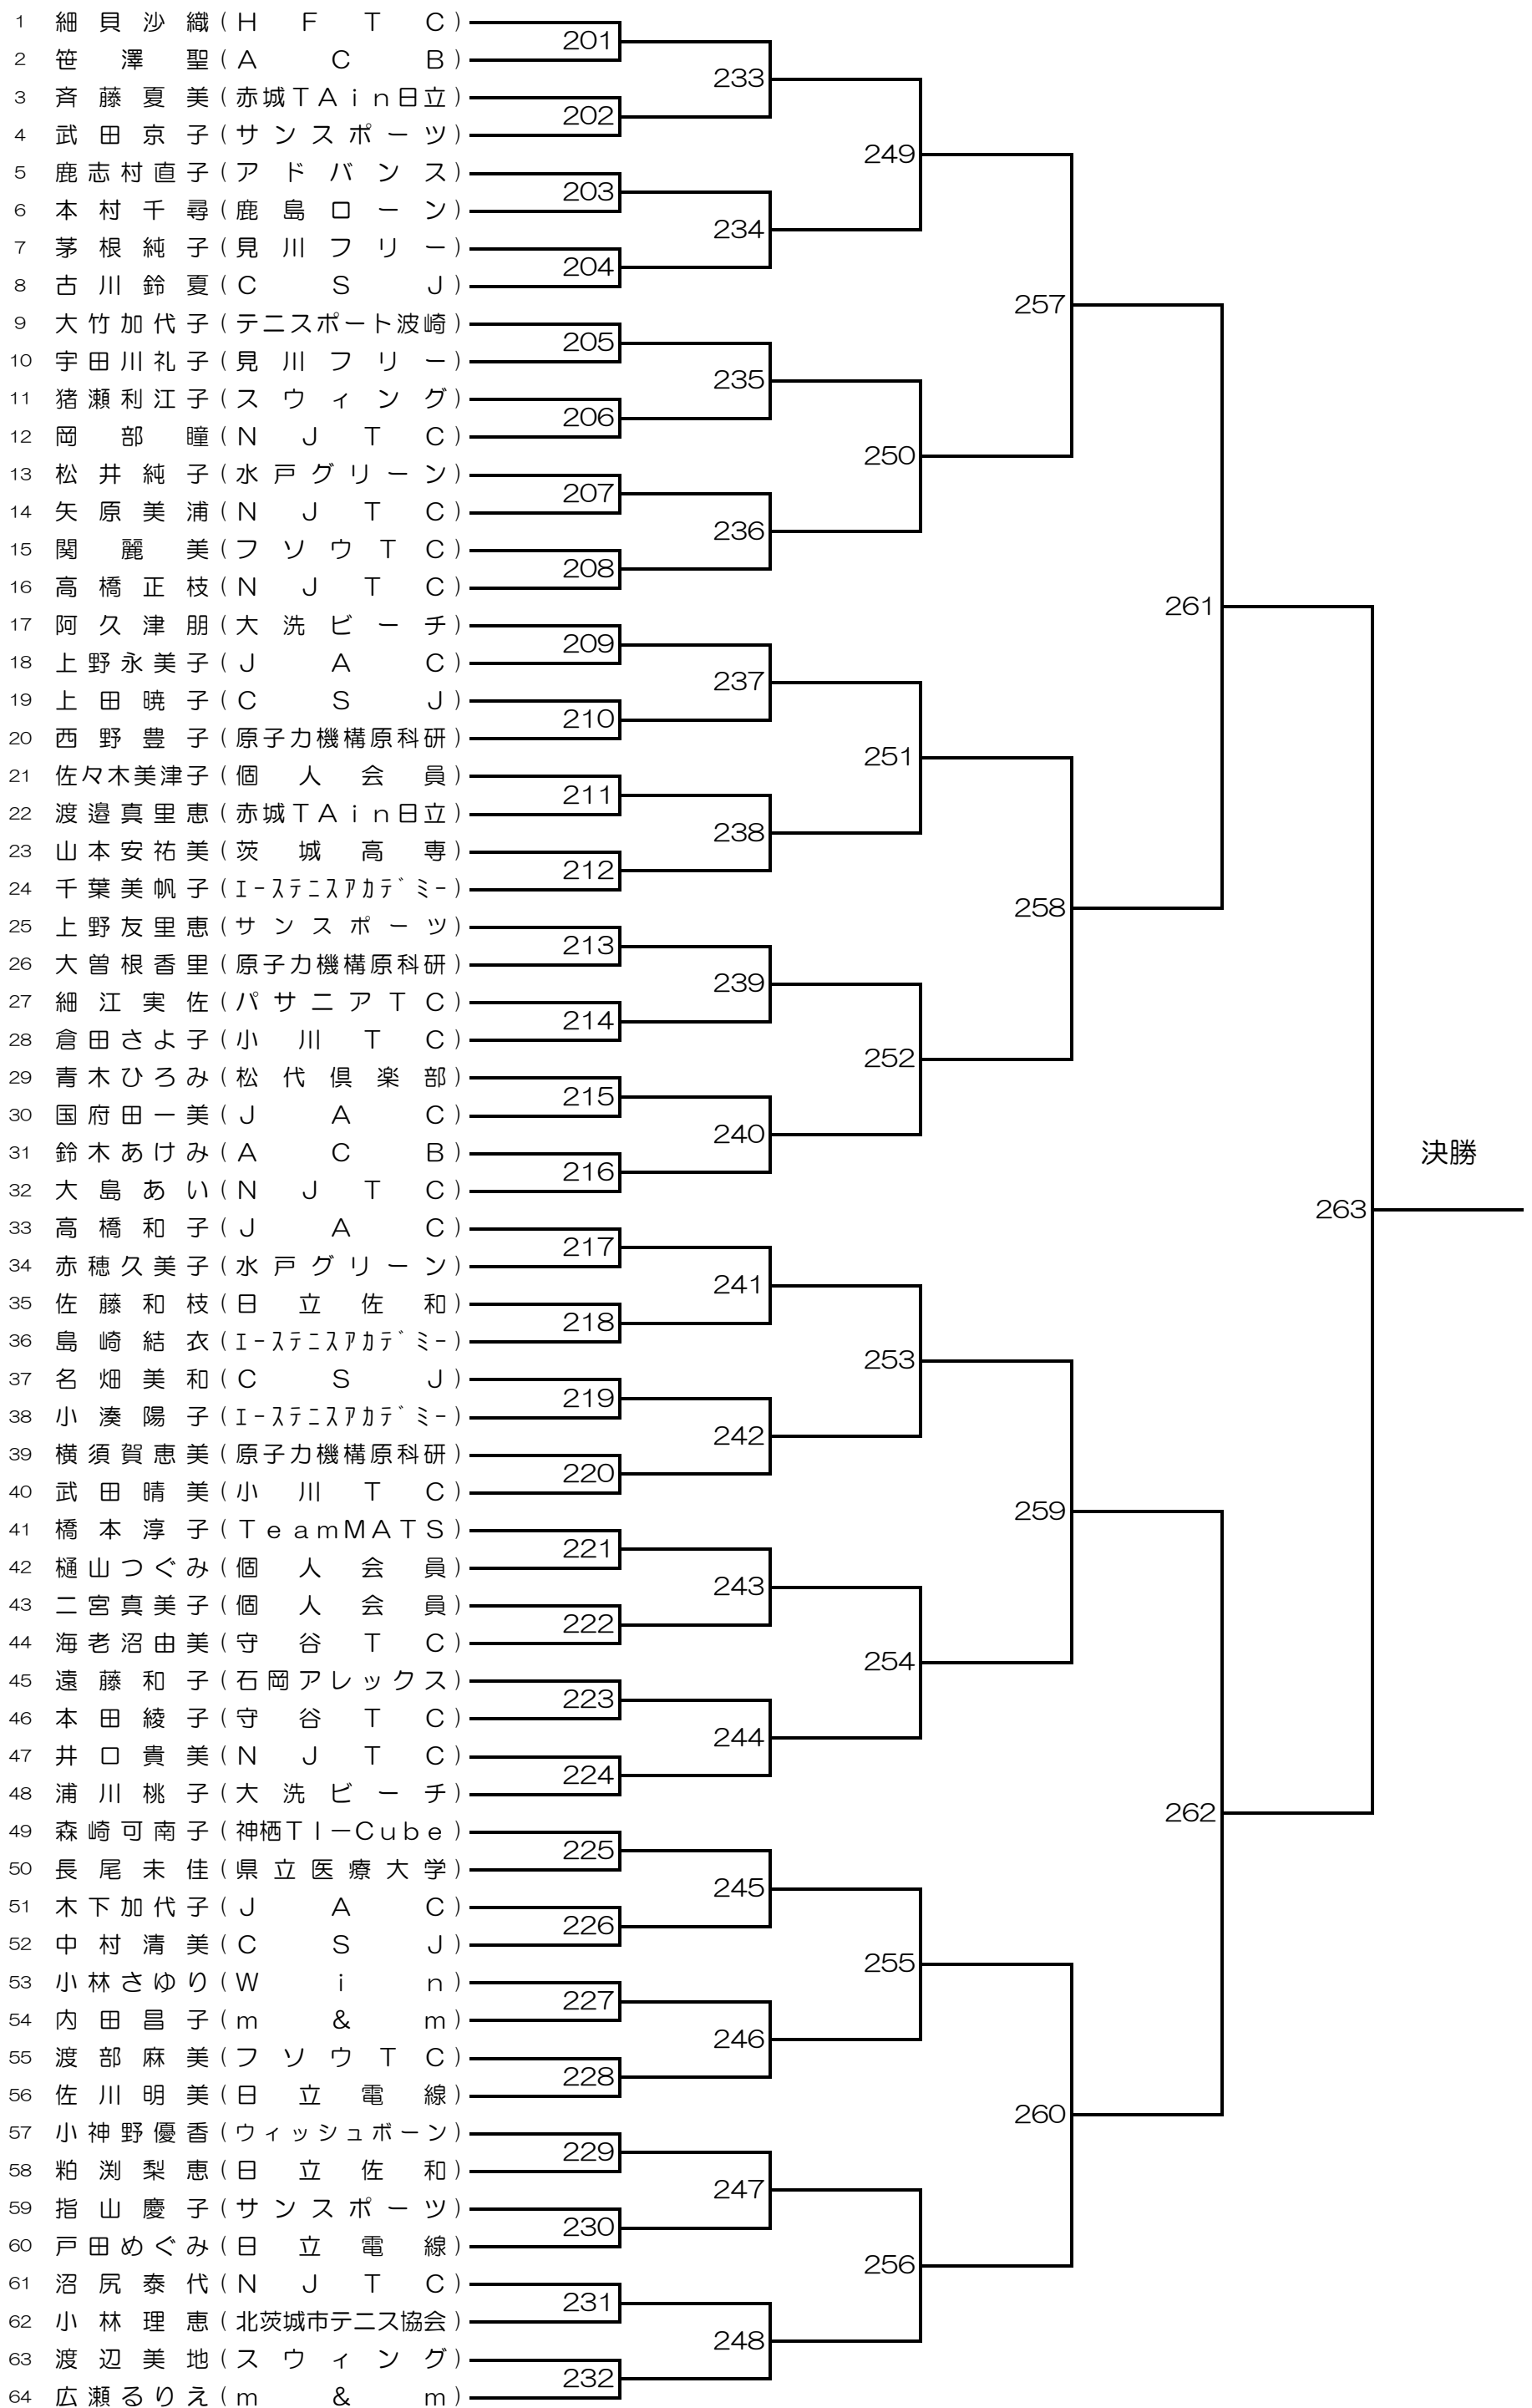 1 細貝沙織(HFTC)
2 笹澤聖(ACB)
3 斉藤夏美(赤城TAin日立)
4 武田京子(サンスポーツ)
5 鹿志村直子(アドバンス)
6 本村千尋(鹿島ローン)
7 茅根純子(見川フリー)
8 古川鈴夏(CSJ)
9 大竹加代子(テニスポート波崎)
10 宇田川礼子(見川フリー)
11 猪瀬利江子(スウィング)
12 岡部瞳(NJTC)
13 松井純子(水戸グリーン)
14 矢原美浦(NJTC)
15 関麗美(フソウTC)
16 高橋正枝(NJTC)
17 阿久津朋(大洗ビーチ)
18 上野永美子(JAC)
19 上田暁子(CSJ)
20 西野豊子(原子力機構原科研)
21 佐々木美津子(個人会員)
22 渡邉真里恵(赤城TAin日立)
23 山本安祐美(茨城高専)
24 千葉美帆子(エーステニスアカデミー)
25 上野友里恵(サンスポーツ)
26 大曽根香里(原子力機構原科研)
27 細江実佐(パサニアTC)
28 倉田さよ子(小川TC)
29 青木ひろみ(松代倶楽部)
30 国府田一美(JAC)
31 鈴木あけみ(ACB)
32 大島あい(NJTC)
33 高橋和子(JAC)
34 赤穂久美子(水戸グリーン)
35 佐藤和枝(日立佐和)
36 島崎結衣(エーステニスアカデミー)
37 名畑美和(CSJ)
38 小湊陽子(エーステニスアカデミー)
39 横須賀恵美(原子力機構原科研)
40 武田晴美(小川TC)
41 橋本淳子(TeamMATS)
42 樋山つぐみ(個人会員)
43 二宮真美子(個人会員)
44 海老沼由美(守谷TC)
45 遠藤和子(石岡アレックス)
46 本田綾子(守谷TC)
47 井口貴美(NJTC)
48 浦川桃子(大洗ビーチ)
49 森崎可南子(神栖TI−Cube)
50 長尾未佳(県立医療大学)
51 木下加代子(JAC)
52 中村清美(CSJ)
53 小林さゆり(Win)
54 内田昌子(m&m)
55 渡部麻美(フソウTC)
56 佐川明美(日立電線)
57 小神野優香(ウィッシュボーン)
58 粕渕梨恵(日立佐和)
59 指山慶子(サンスポーツ)
60 戸田めぐみ(日立電線)
61 沼尻泰代(NJTC)
62 小林理恵(北茨城市テニス協会)
63 渡辺美地(スウィング)
64 広瀬るりえ(m&m)
201
202
203
204
205
206
207
208
209
210
211
212
213
214
215
216
217
218
219
220
221
222
223
224
225
226
227
228
229
230
231
232
233
234
235
236
237
238
239
240
241
242
243
244
245
246
247
248
249
250
251
252
253
254
255
256
257
258
259
260
261
262
263
決勝